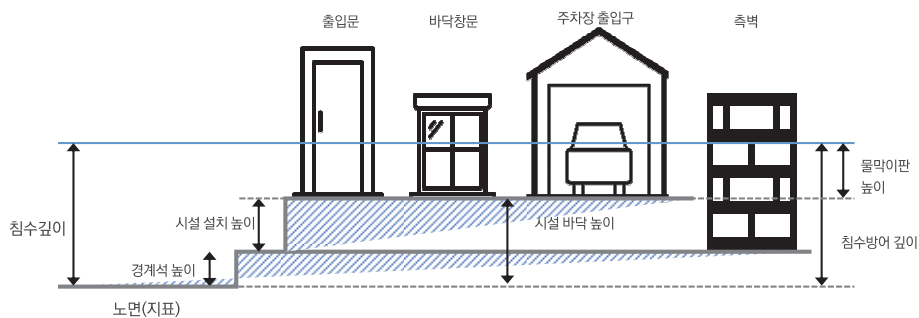 출입문
바닥창문
주차장 출입구
측벽
물막이판
높이
침수깊이
시설 설치 높이
시설 바닥 높이
침수방어 깊이
경계석 높이
노면(지표)